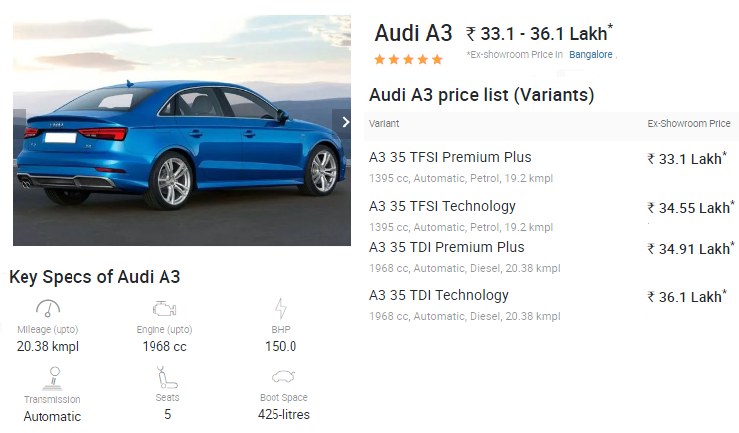 Audi A3 ₹ 33.1 - 36.1 Lakh*
*Ex-showroom Price in Bangalore .
Audi A3 price list (Variants)
Variant Ex-Showroom Price
A3 35 TFSI Premium Plus ₹ 33.1 Lakh*
1395 cc, Automatic, Petrol, 19.2 kmpl
A3 35 TFSI Technology ₹ 34.55 Lakh*
1395 cc, Automatic, Petrol, 19.2 kmpl
A3 35 TDI Premium Plus ₹ 34.91 Lakh*
1968 cc, Automatic, Diesel, 20.38 kmpl
A3 35 TDI Technology ₹ 36.1 Lakh*
1968 cc, Automatic, Diesel, 20.38 kmpl
Key Specs of Audi A3
Mileage (upto) Engine (upto) BHP
20.38 kmpl 1968 cc 150.0
Transmission Seats Boot Space
Automatic 5 425-litres